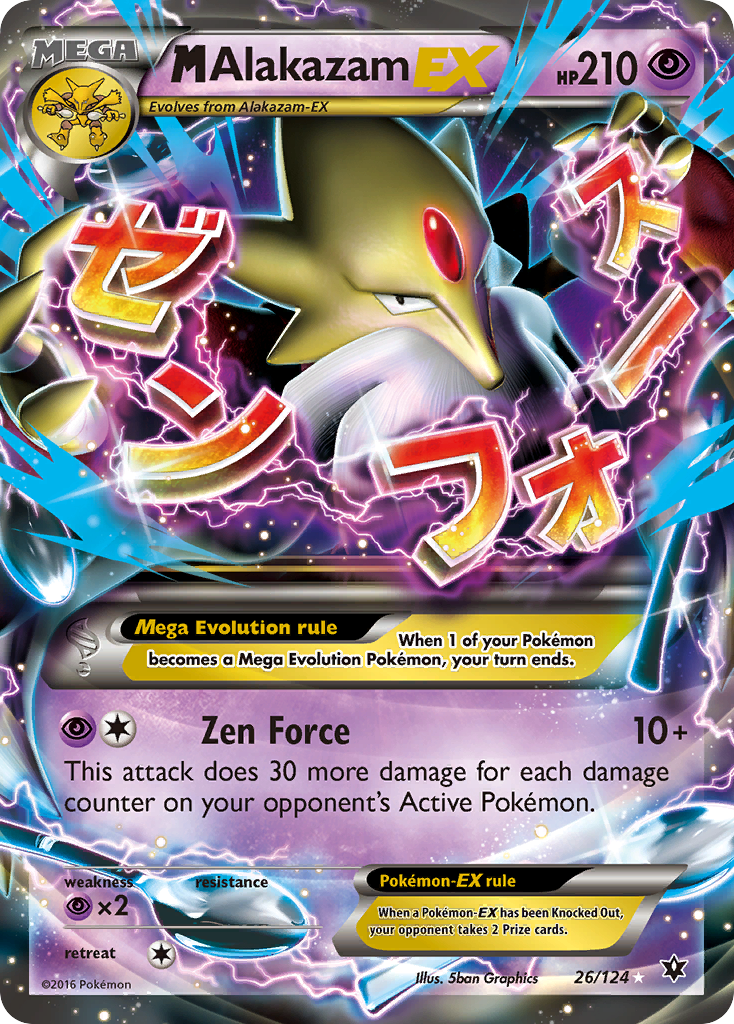 MEGA
M Alakazam EX
HP210
Evolves from Alakazam-EX
ゼンフォース
Mega Evolution rule
When 1 of your Pokémon
becomes a Mega Evolution Pokémon, your turn ends.
Zen Force 10+
This attack does 30 more damage for each damage
counter on your opponent's Active Pokémon.
weakness resistance
×2
retreat
Pokémon-EX rule
When a Pokémon-EX has been Knocked Out,
your opponent takes 2 Prize cards.
©2016 Pokémon
Illus. 5ban Graphics
26/124